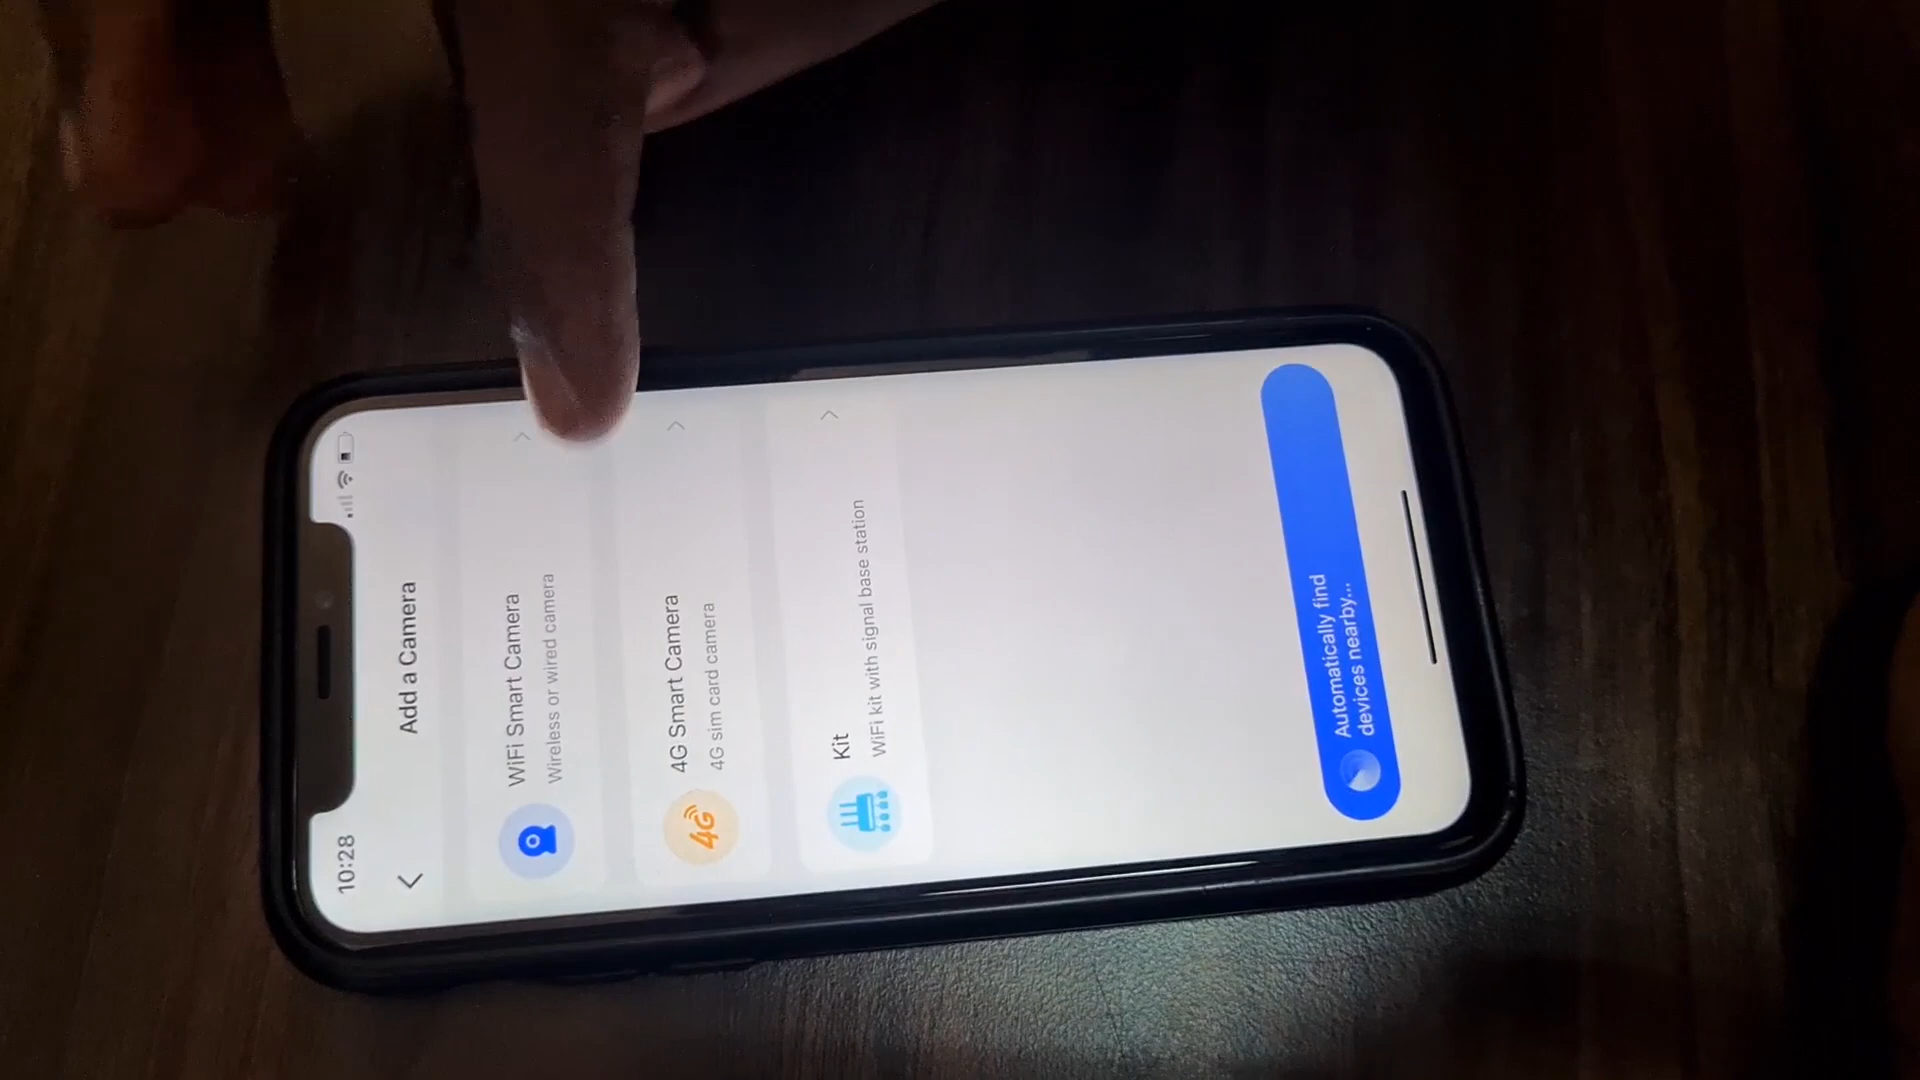 10:28
Add a Camera
WiFi Smart Camera
Wireless or wired camera
4G
4G Smart Camera
4G sim card camera
Kit
WiFi kit with signal base station
Automatically find
devices nearby...